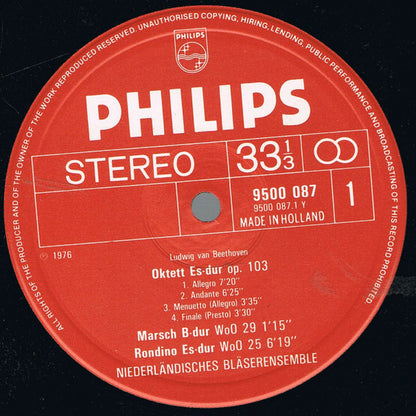 ALL RIGHTS OF THE PRODUCER AND OF THE OWNER OF THE WORK REPRODUCED RESERVED. UNAUTHORISED COPYING, HIRING, LENDING, PUBLIC PERFORMANCE AND BROADCASTING OF THIS RECORD PROHIBITED
PHILIPS
PHILIPS
STEREO
33 1/3
9500 087
9500 087.1 Y
MADE IN HOLLAND
1
℗ 1976
Ludwig van Beethoven
Oktett Es-dur op. 103
1. Allegro 7'20"
2. Andante 6'25"
3. Menuetto (Allegro) 3'35"
4. Finale (Presto) 3'30"
Marsch B-dur WoO 29 1'15"
Rondino Es-dur WoO 25 6'19"
NIEDERLÄNDISCHES BLÄSERENSEMBLE